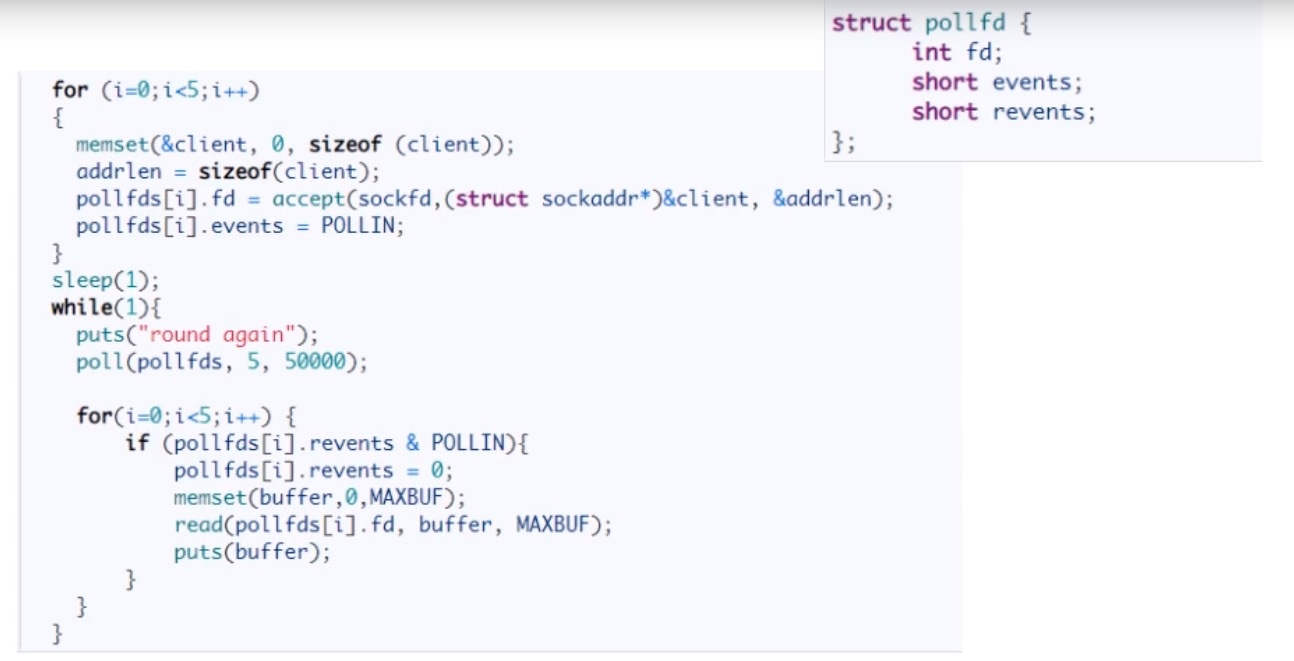 struct pollfd {
int fd;
short events;
short revents;
};
for (i=0;i<5;i++)
{
memset(&client, 0, sizeof (client));
addrlen = sizeof(client);
pollfds[i].fd = accept(sockfd,(struct sockaddr*)&client, &addrlen);
pollfds[i].events = POLLIN;
}
sleep(1);
while(1){
puts("round again");
poll(pollfds, 5, 50000);
for(i=0;i<5;i++) {
if (pollfds[i].revents & POLLIN){
pollfds[i].revents = 0;
memset(buffer,0,MAXBUF);
read(pollfds[i].fd, buffer, MAXBUF);
puts(buffer);
}
}
}